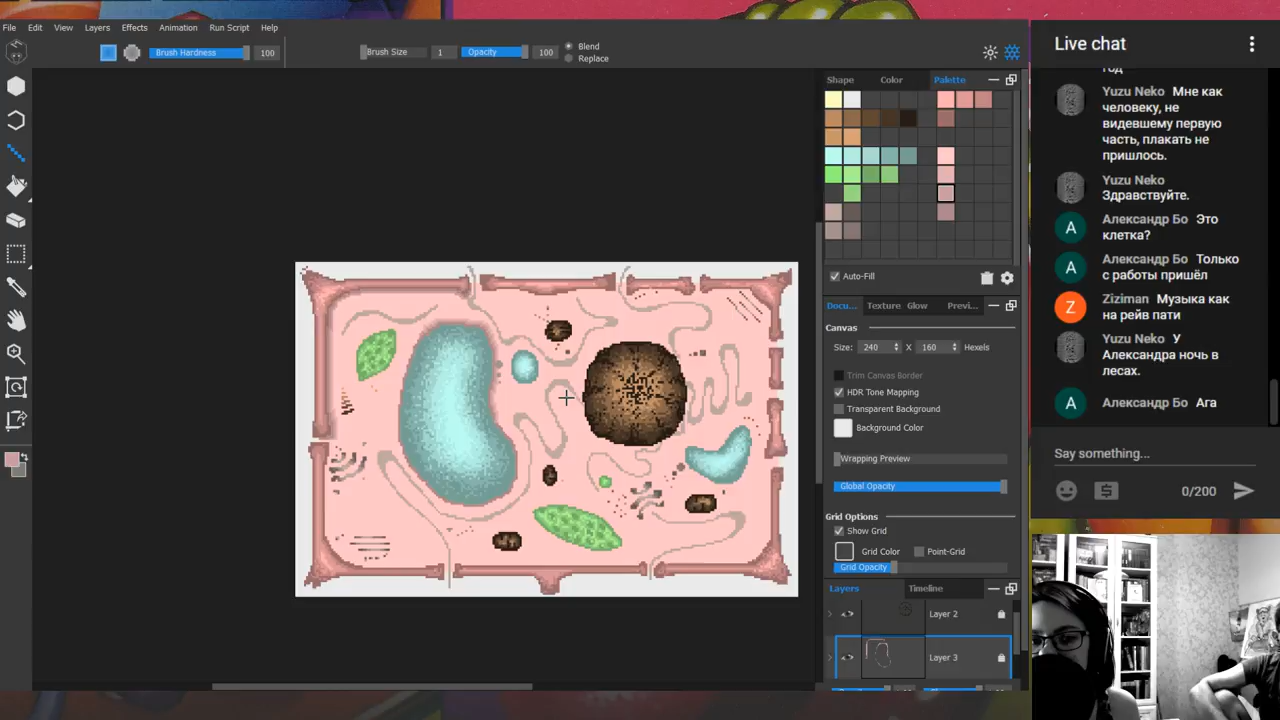 File Edit View Layers Effects Animation Run Script Help
Brush Hardness 100
Brush Size 1
Opacity 100
Blend
Replace
Shape Color Palette
Auto-Fill
Docu... Texture Glow Previ...
Canvas
Size: 240 X 160 Hexels
Trim Canvas Border
HDR Tone Mapping
Transparent Background
Background Color
Wrapping Preview
Global Opacity
Grid Options
Show Grid
Grid Color Point-Grid
Grid Opacity
Layers Timeline
Layer 2
Layer 3
Live chat
год
Yuzu Neko Мне как
человеку, не
видевшему первую
часть, плакать не
пришлось.
Yuzu Neko
Здравствуйте.
Александр Бо Это
клетка?
Александр Бо Только
с работы пришёл
Ziziman Музыка как
на рейв пати
Yuzu Neko У
Александра ночь в
лесах.
Александр Бо Ага
Say something...
0/200